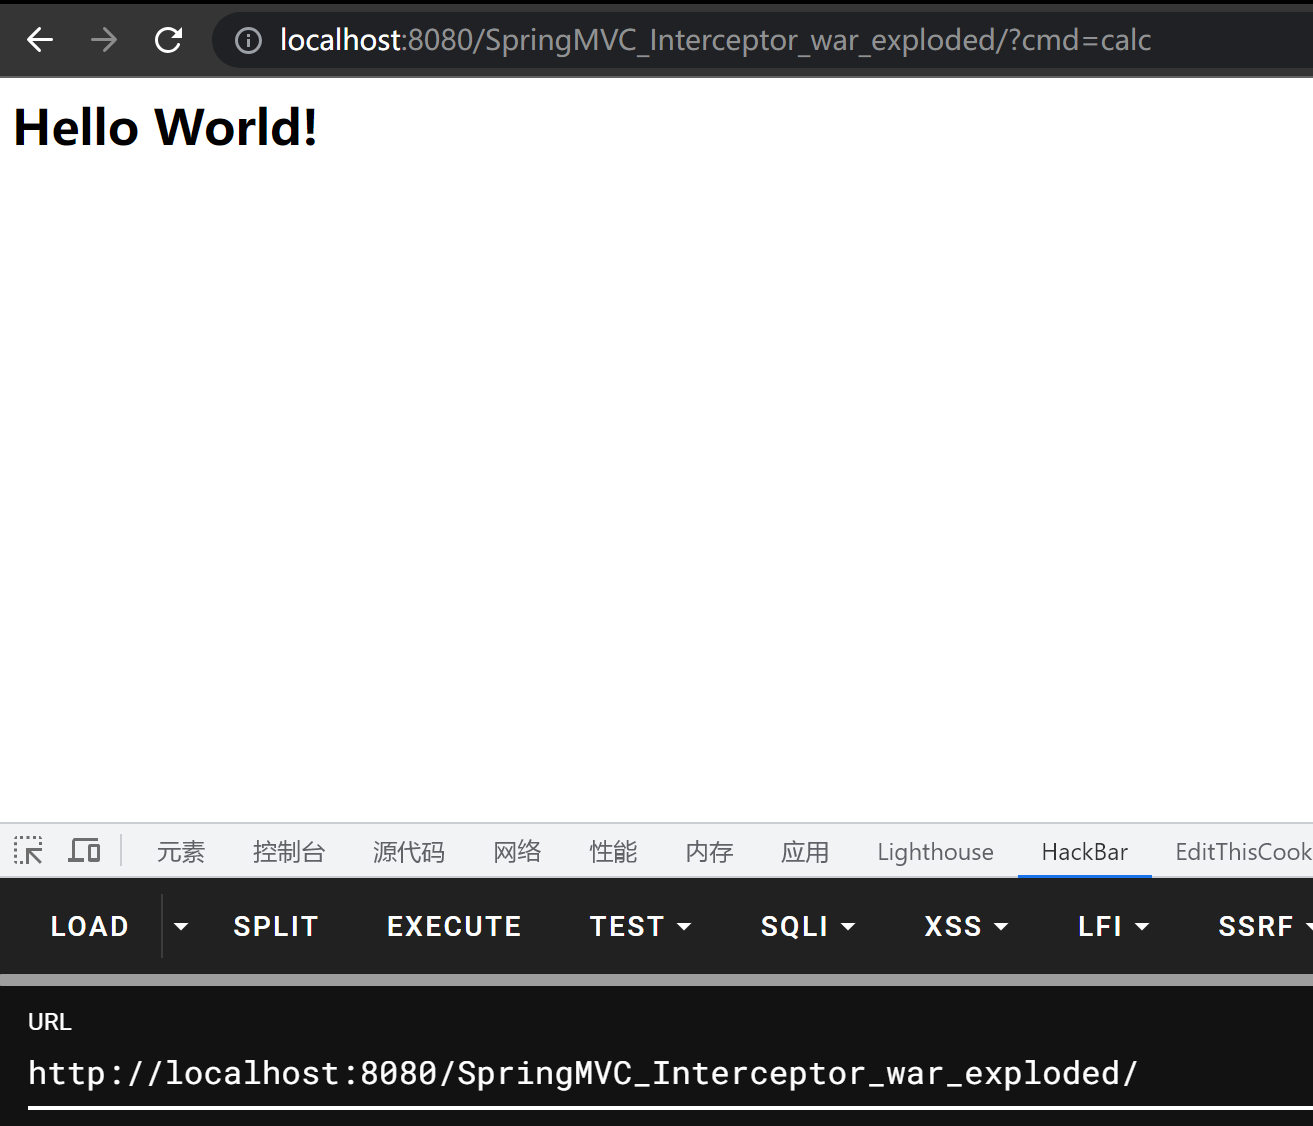 localhost:8080/SpringMVC_Interceptor_war_exploded/?cmd=calc
Hello World!
元素 控制台 源代码 网络 性能 内存 应用 Lighthouse HackBar EditThisCook
LOAD SPLIT EXECUTE TEST SQLI XSS LFI SSRF
URL
http://localhost:8080/SpringMVC_Interceptor_war_exploded/